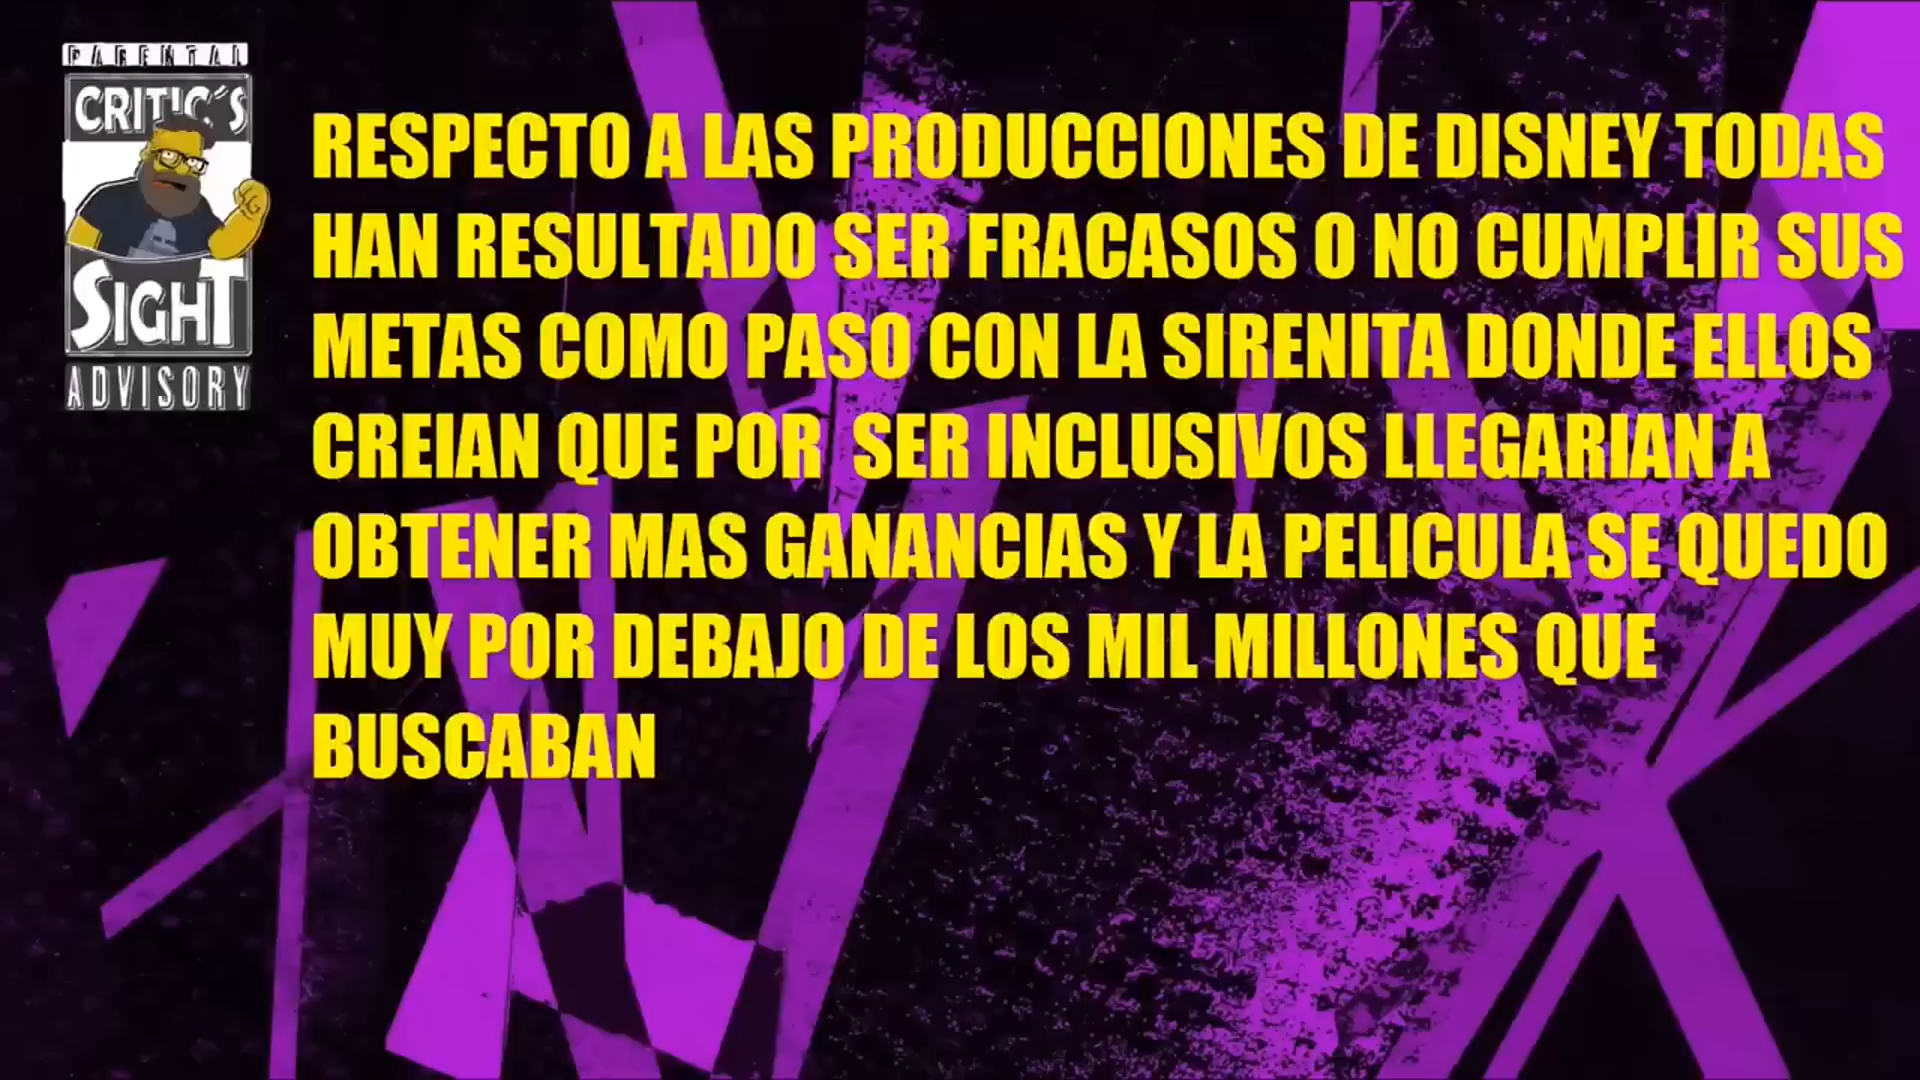 PARENTAL
CRITIC´S
SIGHT
ADVISORY
RESPECTO A LAS PRODUCCIONES DE DISNEY TODAS
HAN RESULTADO SER FRACASOS O NO CUMPLIR SUS
METAS COMO PASO CON LA SIRENITA DONDE ELLOS
CREIAN QUE POR  SER INCLUSIVOS LLEGARIAN A
OBTENER MAS GANANCIAS Y LA PELICULA SE QUEDO
MUY POR DEBAJO DE LOS MIL MILLONES QUE
BUSCABAN